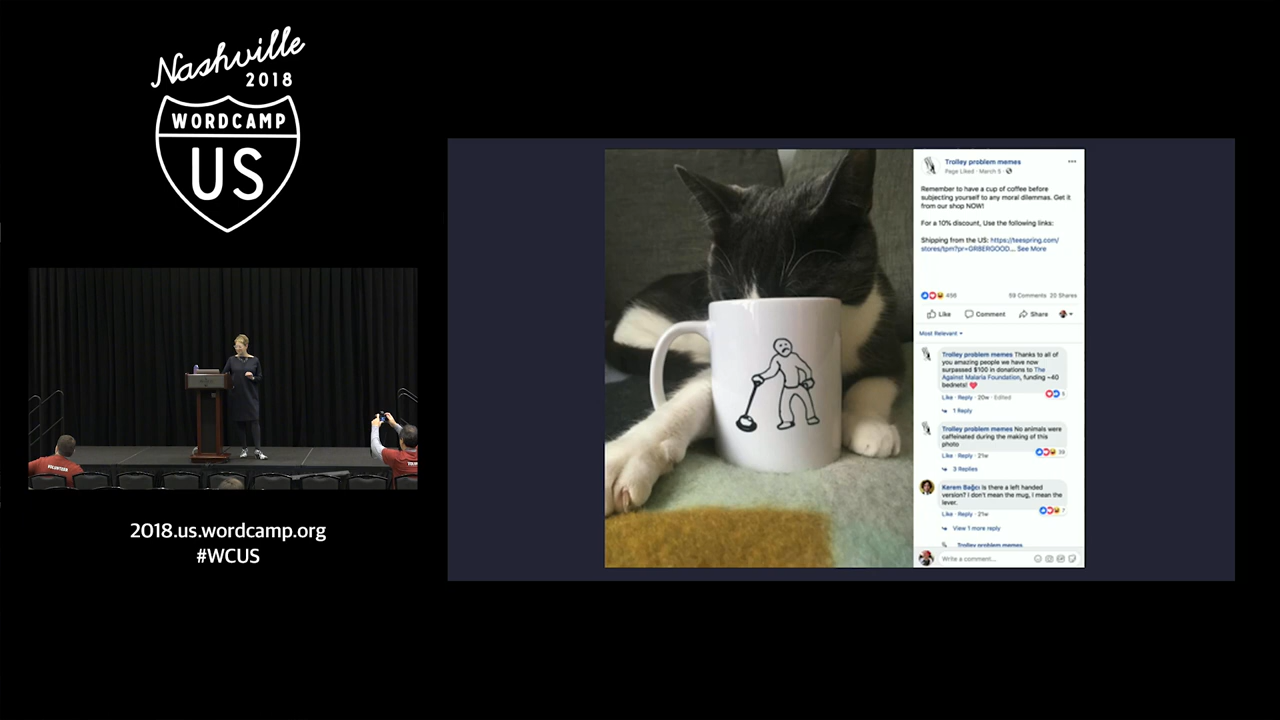 Nashville
2018
WORDCAMP
US
VOLUNTEER
2018.us.wordcamp.org
#WCUS
Trolley problem memes
Page Liked · March 5 ·
Remember to have a cup of coffee before
subjecting yourself to any moral dilemmas. Get it
from our shop NOW!
For a 10% discount, Use the following links:
Shipping from the US: https://teespring.com/
stores/tpm?pr=GRBERGOOD... See More
456
59 Comments 20 Shares
Like Comment Share
Most Relevant
Trolley problem memes Thanks to all of
you amazing people we have now
surpassed $100 in donations to The
Against Malaria Foundation, funding ~40
bednets!
5
Like · Reply · 20w · Edited
1 Reply
Trolley problem memes No animals were
caffeinated during the making of this
photo
39
Like · Reply · 21w
3 Replies
Kerem Bağcı Is there a left handed
version? I don't mean the mug, I mean the
lever.
7
Like · Reply · 21w
View 1 more reply
Trolley problem memes
Write a comment...